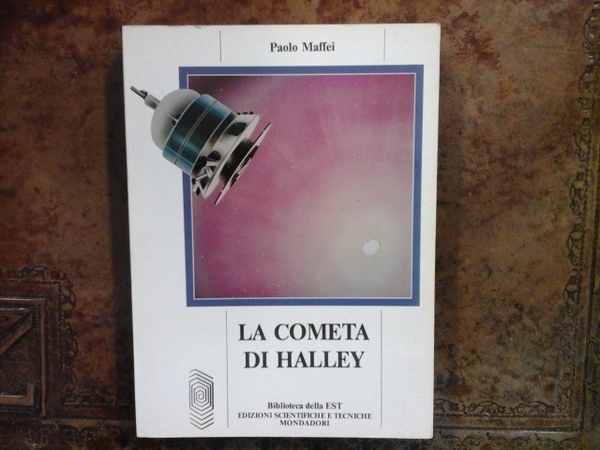 Paolo Maffei
LA COMETA
DI HALLEY
Biblioteca della EST
EDIZIONI SCIENTIFICHE E TECNICHE
MONDADORI